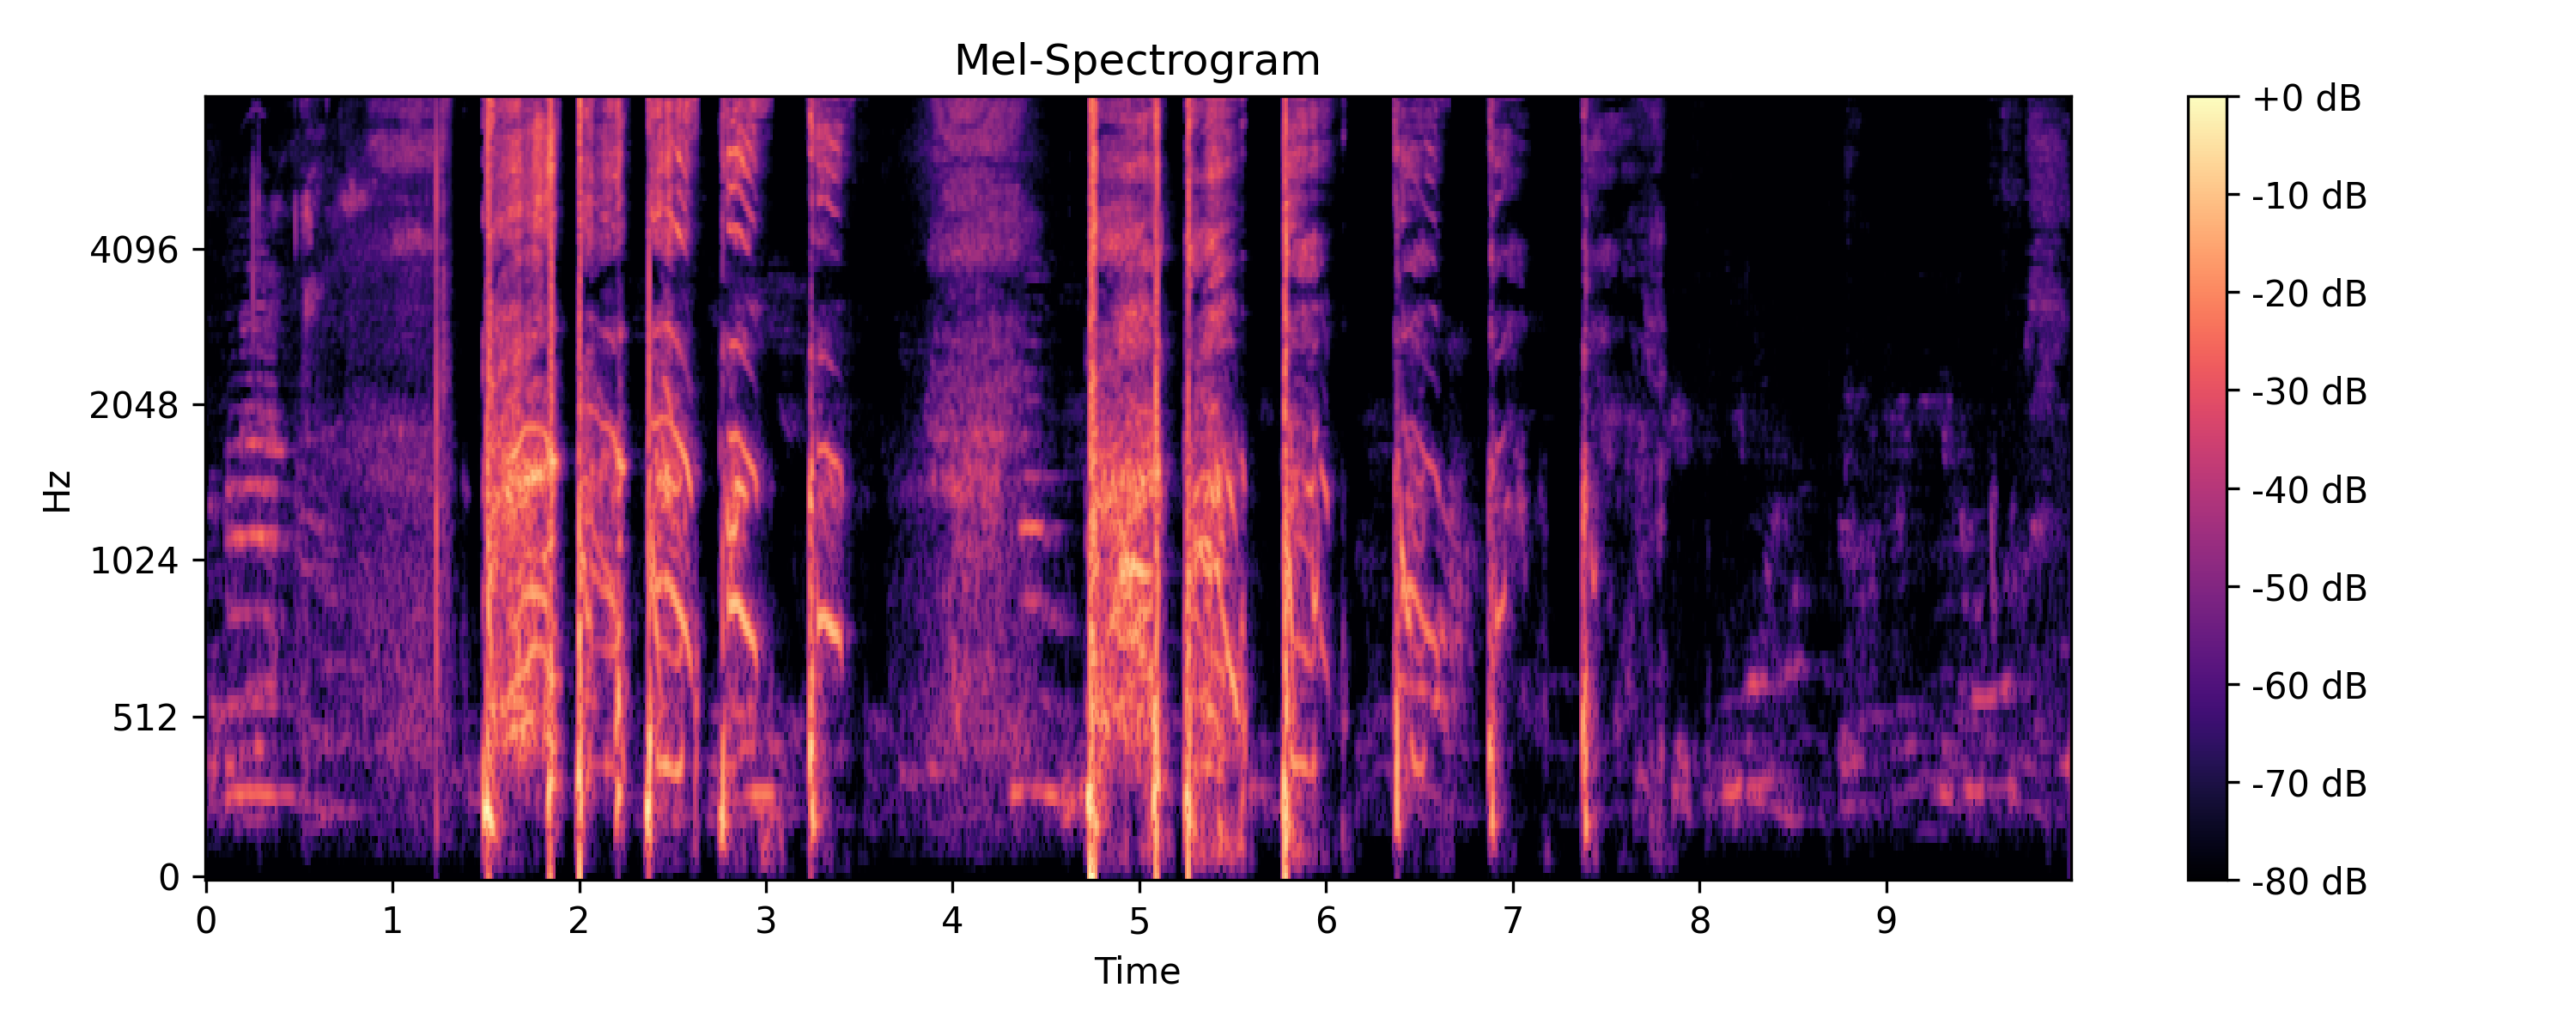 Mel-Spectrogram
+0 dB
-10 dB
-20 dB
-30 dB
-40 dB
-50 dB
-60 dB
-70 dB
-80 dB
Hz
4096
2048
1024
512
0
0 1 2 3 4 5 6 7 8 9
Time